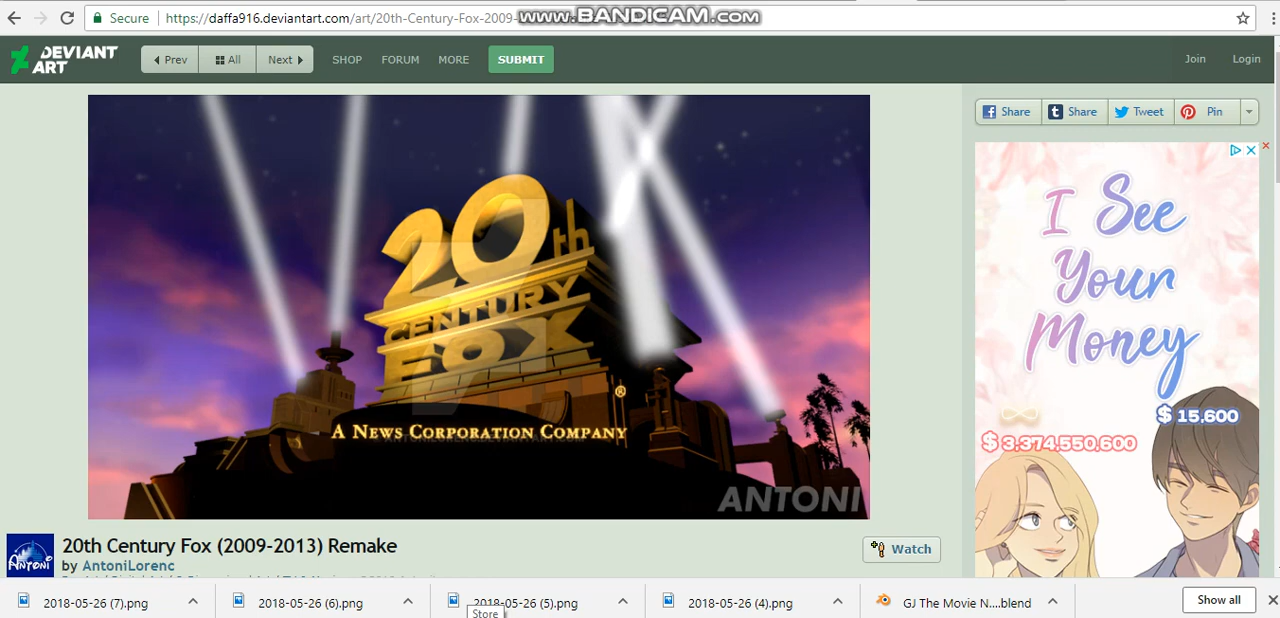 Secure https://daffa916.deviantart.com/art/20th-Century-Fox-2009-
www.BANDICAM.com
DEVIANT ART
Prev All Next SHOP FORUM MORE SUBMIT Join Login
Share Share Tweet Pin
20th
CENTURY
FOX
®
A NEWS CORPORATION COMPANY
ANTONI
I See
Your
Money
$ 15,600
$ 3,374,550,600
ANTONI
20th Century Fox (2009-2013) Remake
by AntoniLorenc
Watch
2018-05-26 (7).png 2018-05-26 (6).png 2018-05-26 (5).png 2018-05-26 (4).png GJ The Movie N....blend Show all
Store